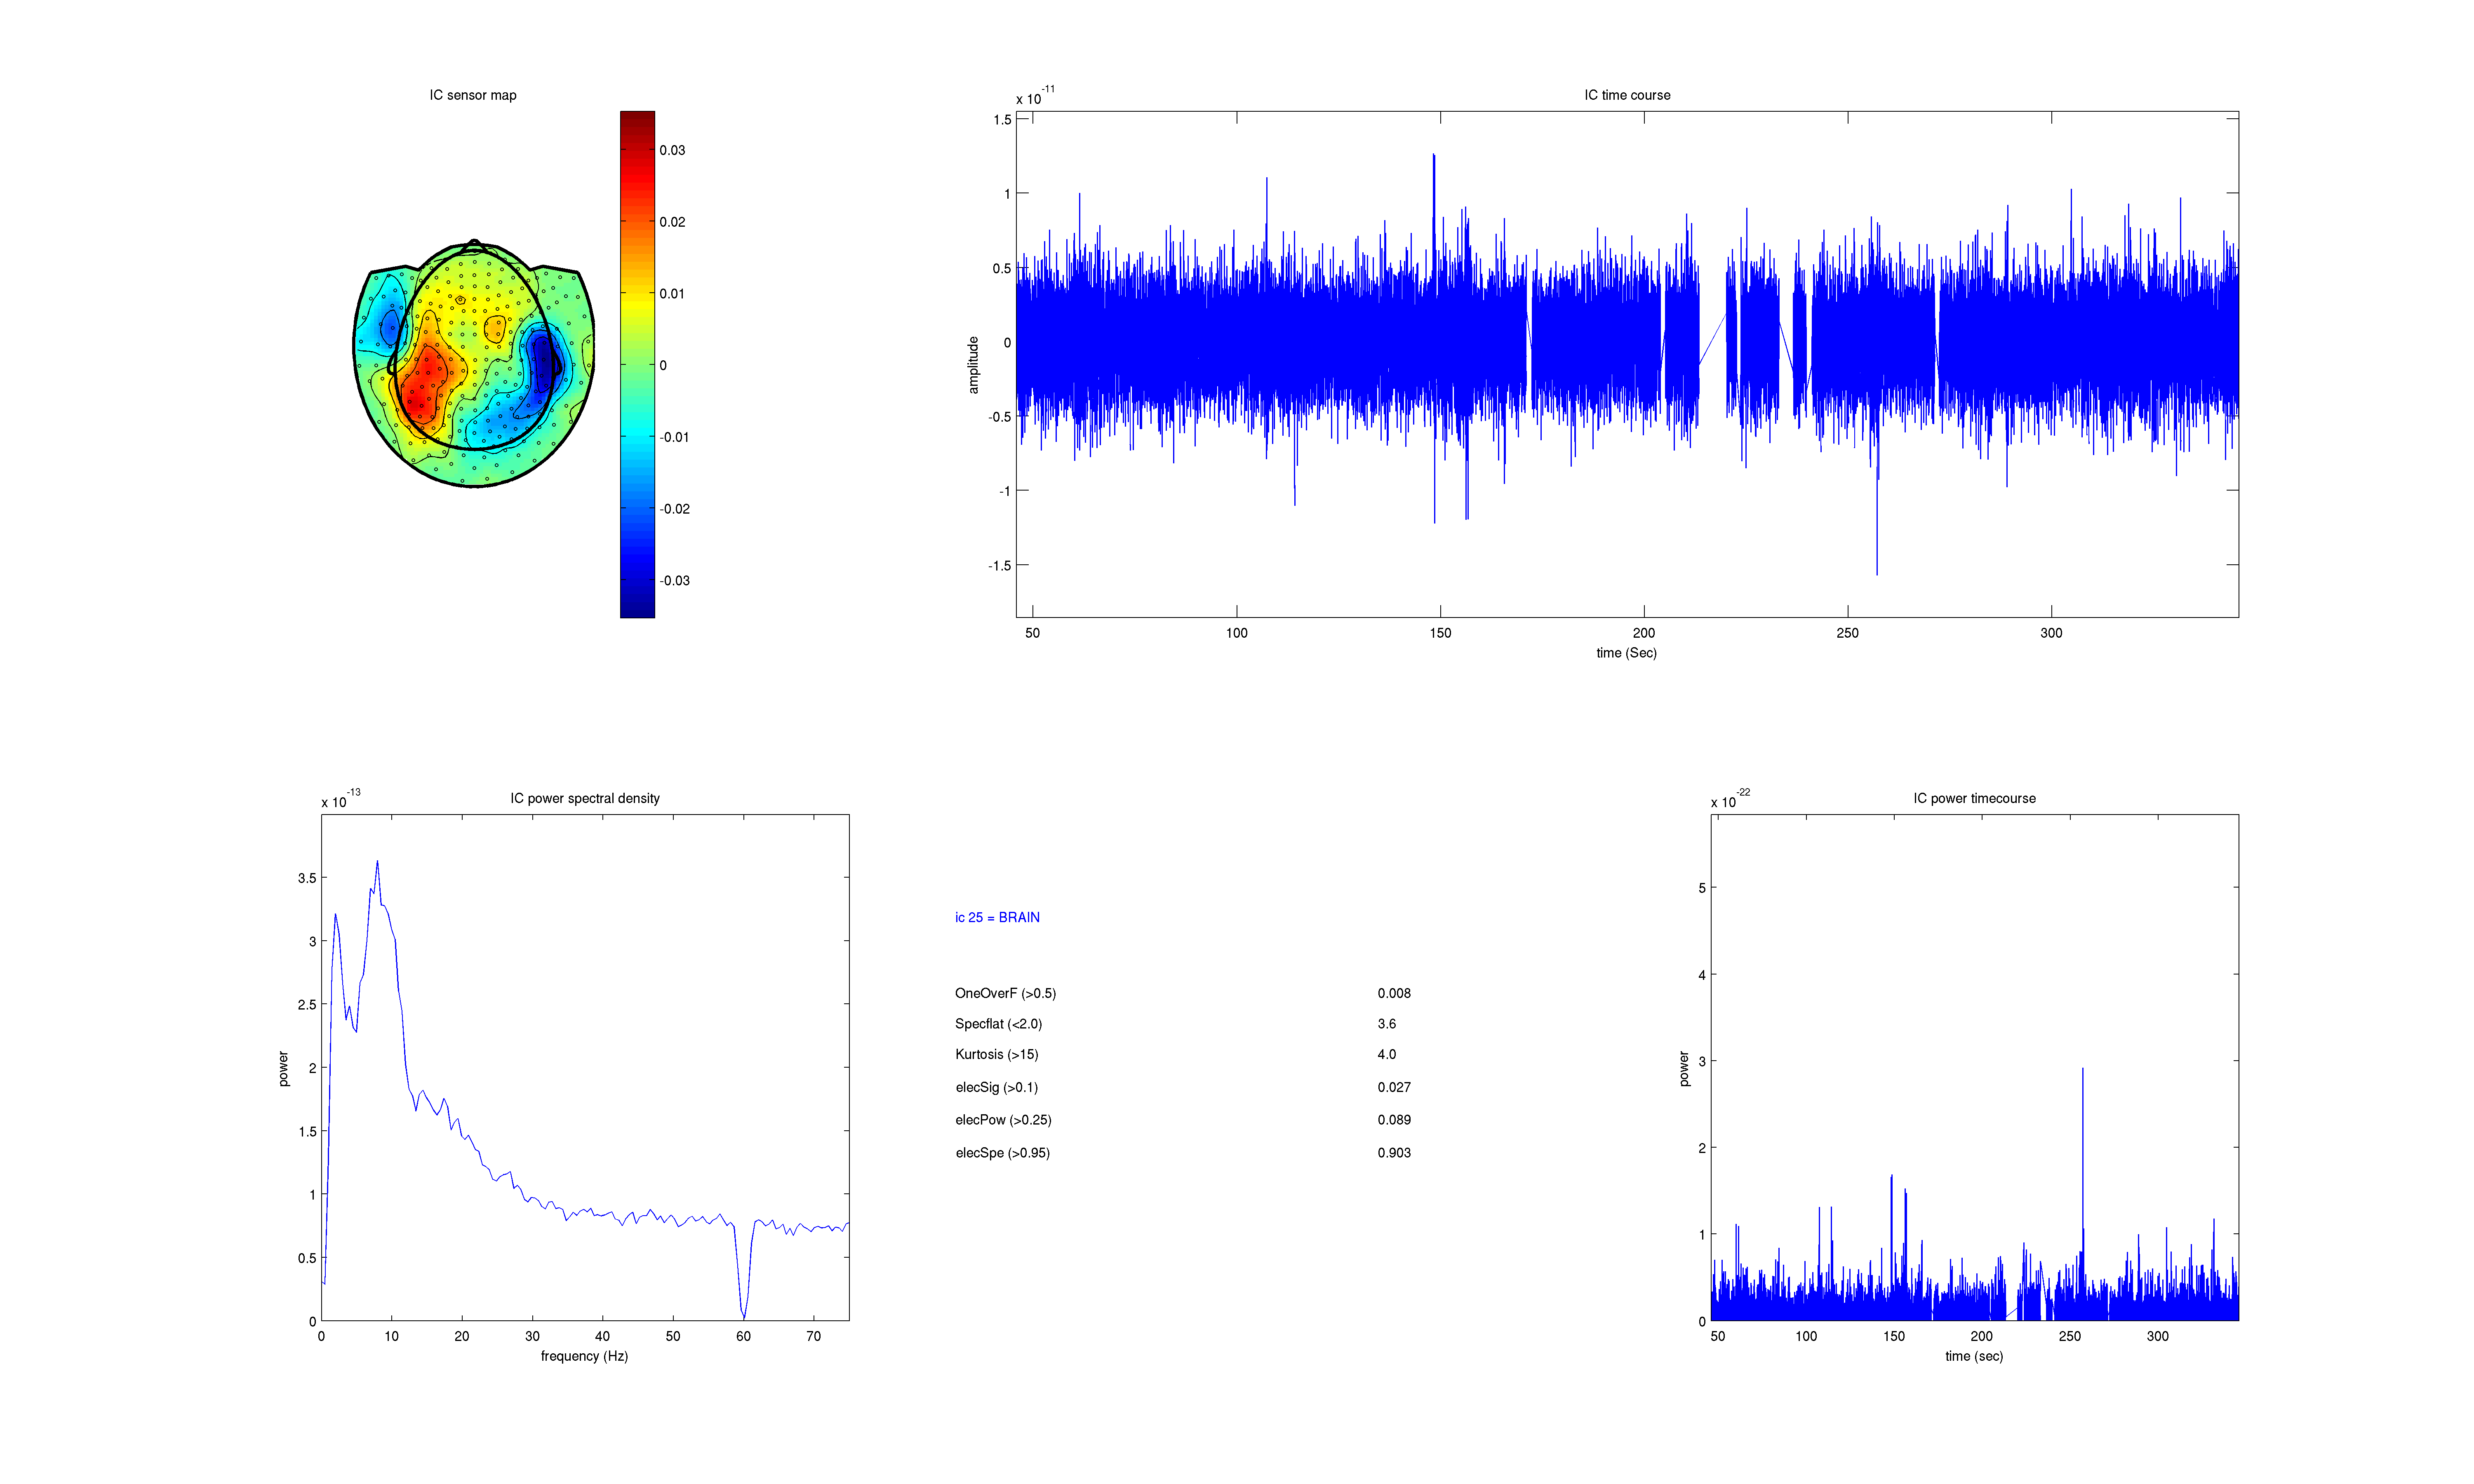 IC sensor map
0.03
0.02
0.01
0
-0.01
-0.02
-0.03
IC time course
x 10^-11
amplitude
1.5
1
0.5
0
-0.5
-1
-1.5
50 100 150 200 250 300
time (Sec)
IC power spectral density
x 10^-13
power
3.5
3
2.5
2
1.5
1
0.5
0
0 10 20 30 40 50 60 70
frequency (Hz)
ic 25 = BRAIN
OneOverF (>0.5) 0.008
Specflat (<2.0) 3.6
Kurtosis (>15) 4.0
elecSig (>0.1) 0.027
elecPow (>0.25) 0.089
elecSpe (>0.95) 0.903
IC power timecourse
x 10^-22
power
5
4
3
2
1
0
50 100 150 200 250 300
time (sec)